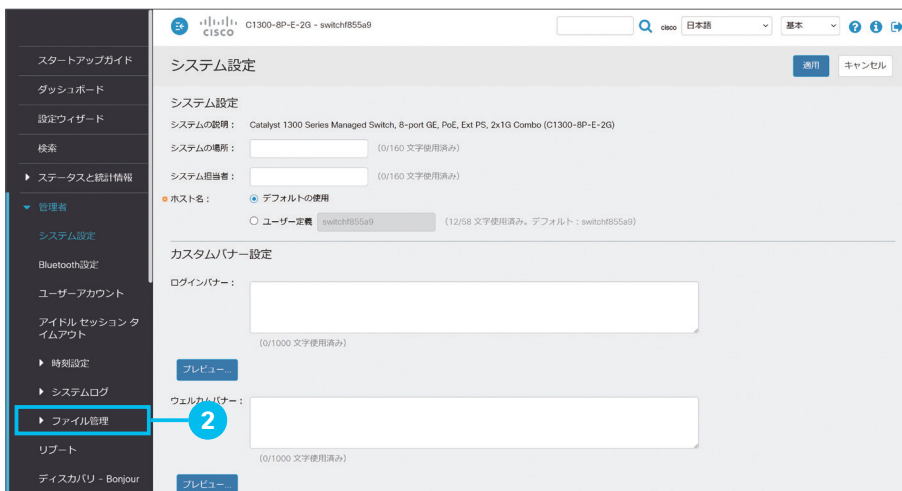 CISCO
C1300-8P-E-2G - switchf855a9
cisco
日本語
基本
スタートアップガイド
ダッシュボード
設定ウィザード
検索
ステータスと統計情報
管理者
システム設定
Bluetooth設定
ユーザーアカウント
アイドル セッション タ
イムアウト
時刻設定
システムログ
ファイル管理
リブート
ディスカバリ - Bonjour
システム設定
適用
キャンセル
システム設定
システムの説明： Catalyst 1300 Series Managed Switch, 8-port GE, PoE, Ext PS, 2x1G Combo (C1300-8P-E-2G)
システムの場所： (0/160 文字使用済み)
システム担当者： (0/160 文字使用済み)
ホスト名： デフォルトの使用
ユーザー定義 switchf855a9 (12/58 文字使用済み。デフォルト：switchf855a9)
カスタムバナー設定
ログインバナー：
(0/1000 文字使用済み)
プレビュー...
ウェルカムバナー：
2
(0/1000 文字使用済み)
プレビュー...